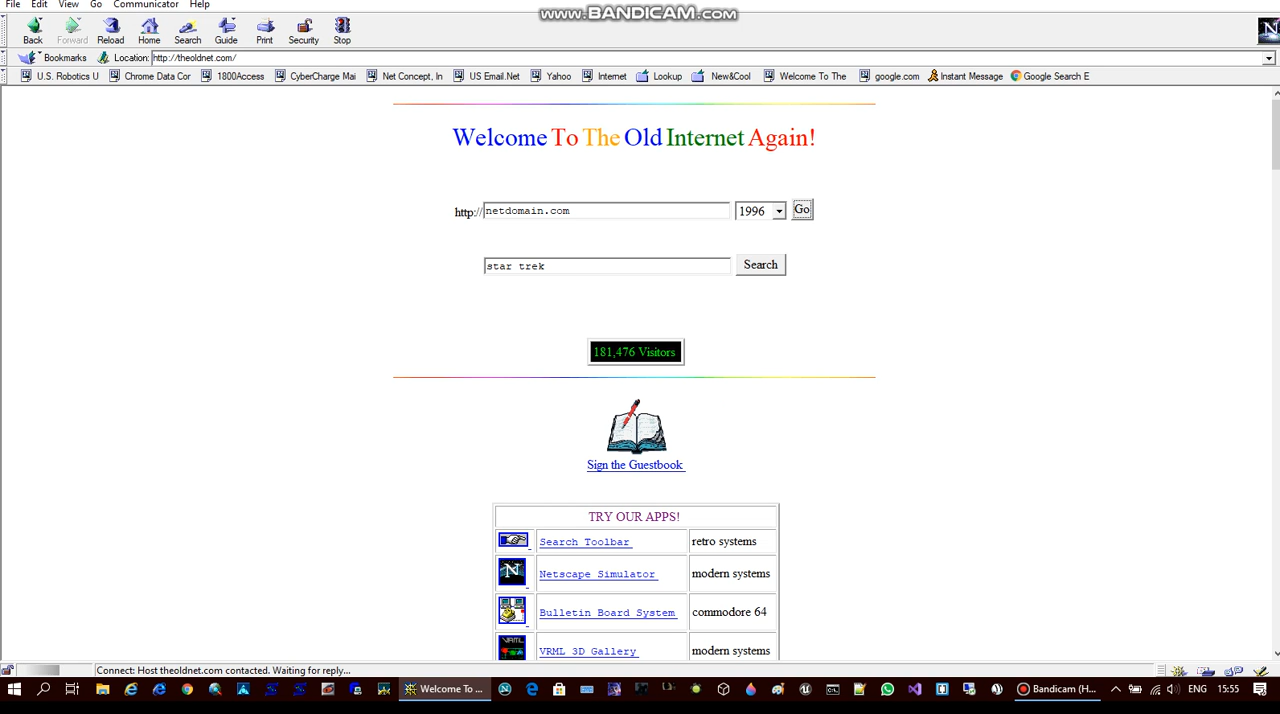 www.BANDICAM.com
File Edit View Go Communicator Help
Back Forward Reload Home Search Guide Print Security Stop
N
Bookmarks Location: http://theoldnet.com/
U.S. Robotics U Chrome Data Cor 1800Access CyberCharge Mai Net Concept, In US Email.Net Yahoo Internet Lookup New&Cool Welcome To The google.com Instant Message Google Search E
Welcome To The Old Internet Again!
http:// netdomain.com 1996 Go
star trek Search
181,476 Visitors
Sign the Guestbook
TRY OUR APPS!
Search Toolbar retro systems
N Netscape Simulator modern systems
Bulletin Board System commodore 64
VRML VRML 3D Gallery modern systems
Connect: Host theoldnet.com contacted. Waiting for reply...
Welcome To ... Bandicam (H... ENG 15:55